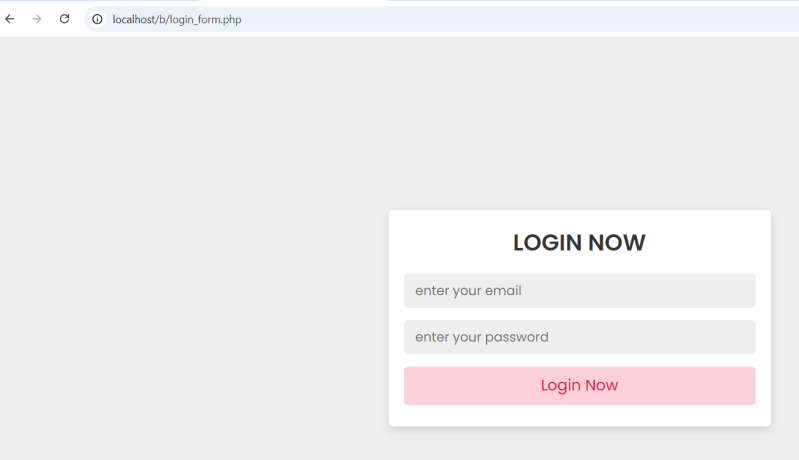 localhost/b/login_form.php
LOGIN NOW
enter your email
enter your password
Login Now